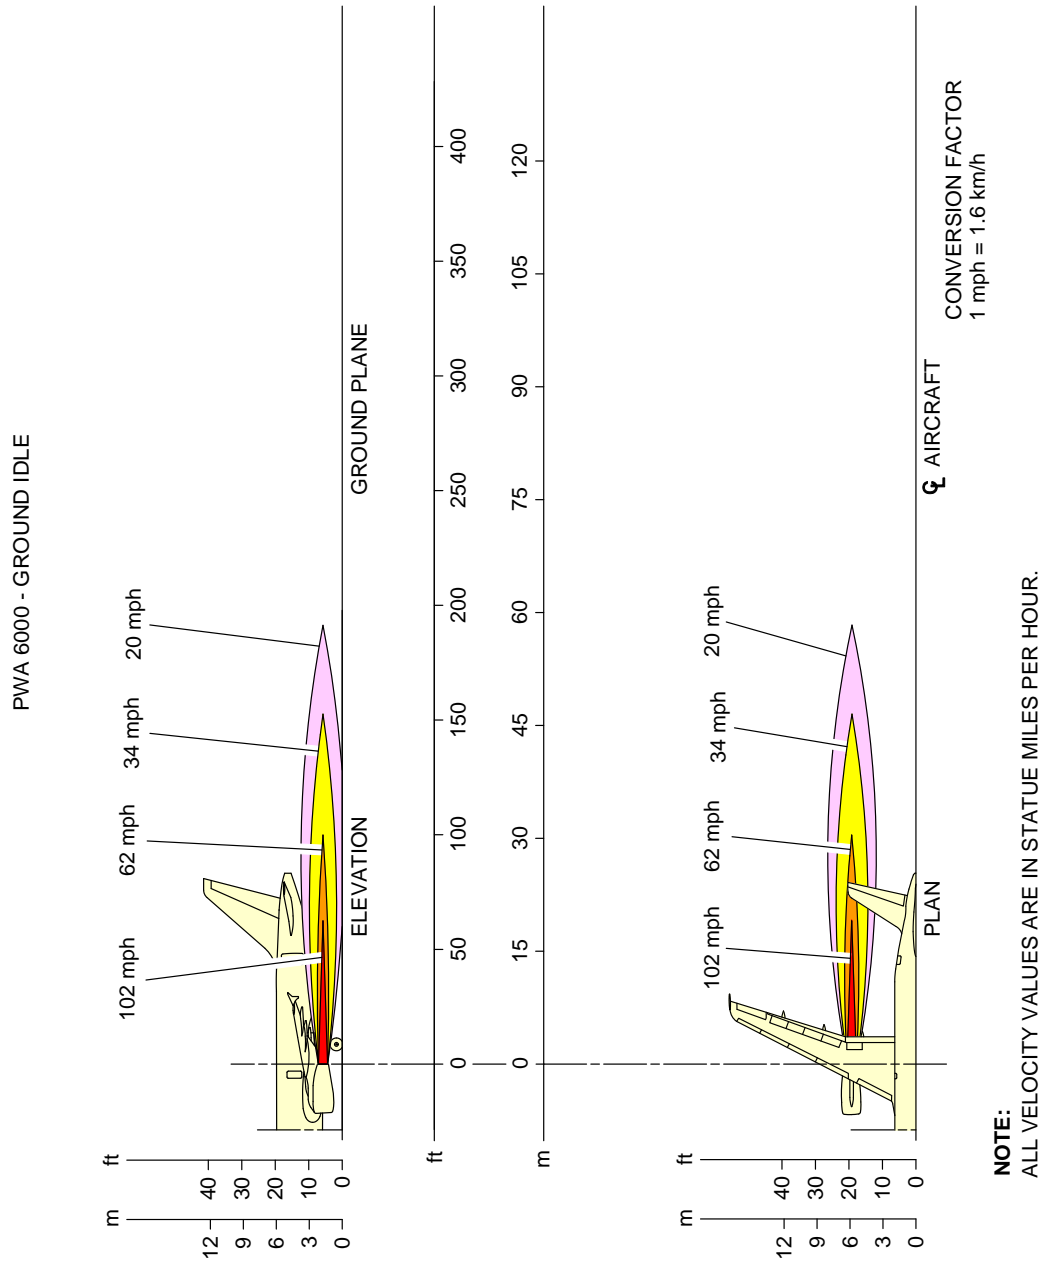 PWA 6000 - GROUND IDLE
ft
m
40
30
20
10
0
12
9
6
3
0
102 mph
62 mph
34 mph
20 mph
ELEVATION
GROUND PLANE
ft
0
50
100
150
200
250
300
350
400
m
0
15
30
45
60
75
90
105
120
ft
m
40
30
20
10
0
12
9
6
3
0
102 mph
62 mph
34 mph
20 mph
PLAN
℄ AIRCRAFT
CONVERSION FACTOR
1 mph = 1.6 km/h
NOTE:
ALL VELOCITY VALUES ARE IN STATUE MILES PER HOUR.